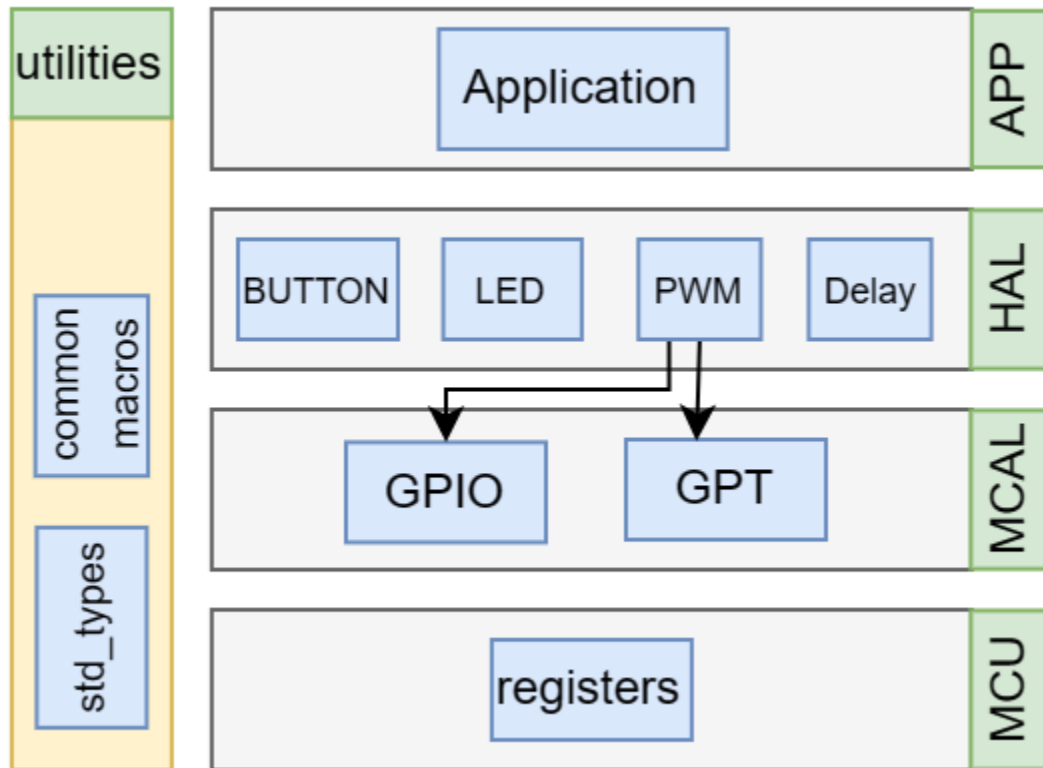 utilities
common
macros
std_types
Application
APP
BUTTON
LED
PWM
Delay
HAL
GPIO
GPT
MCAL
registers
MCU